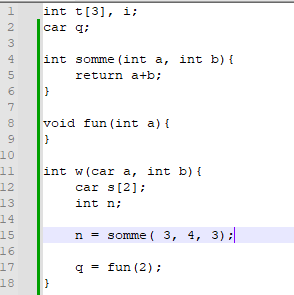 1 int t[3], i;
2 car q;
3
4 int somme(int a, int b){
5     return a+b;
6 }
7
8 void fun(int a){
9 }
10
11 int w(car a, int b){
12     car s[2];
13     int n;
14
15     n = somme( 3, 4, 3);
16
17     q = fun(2);
18 }